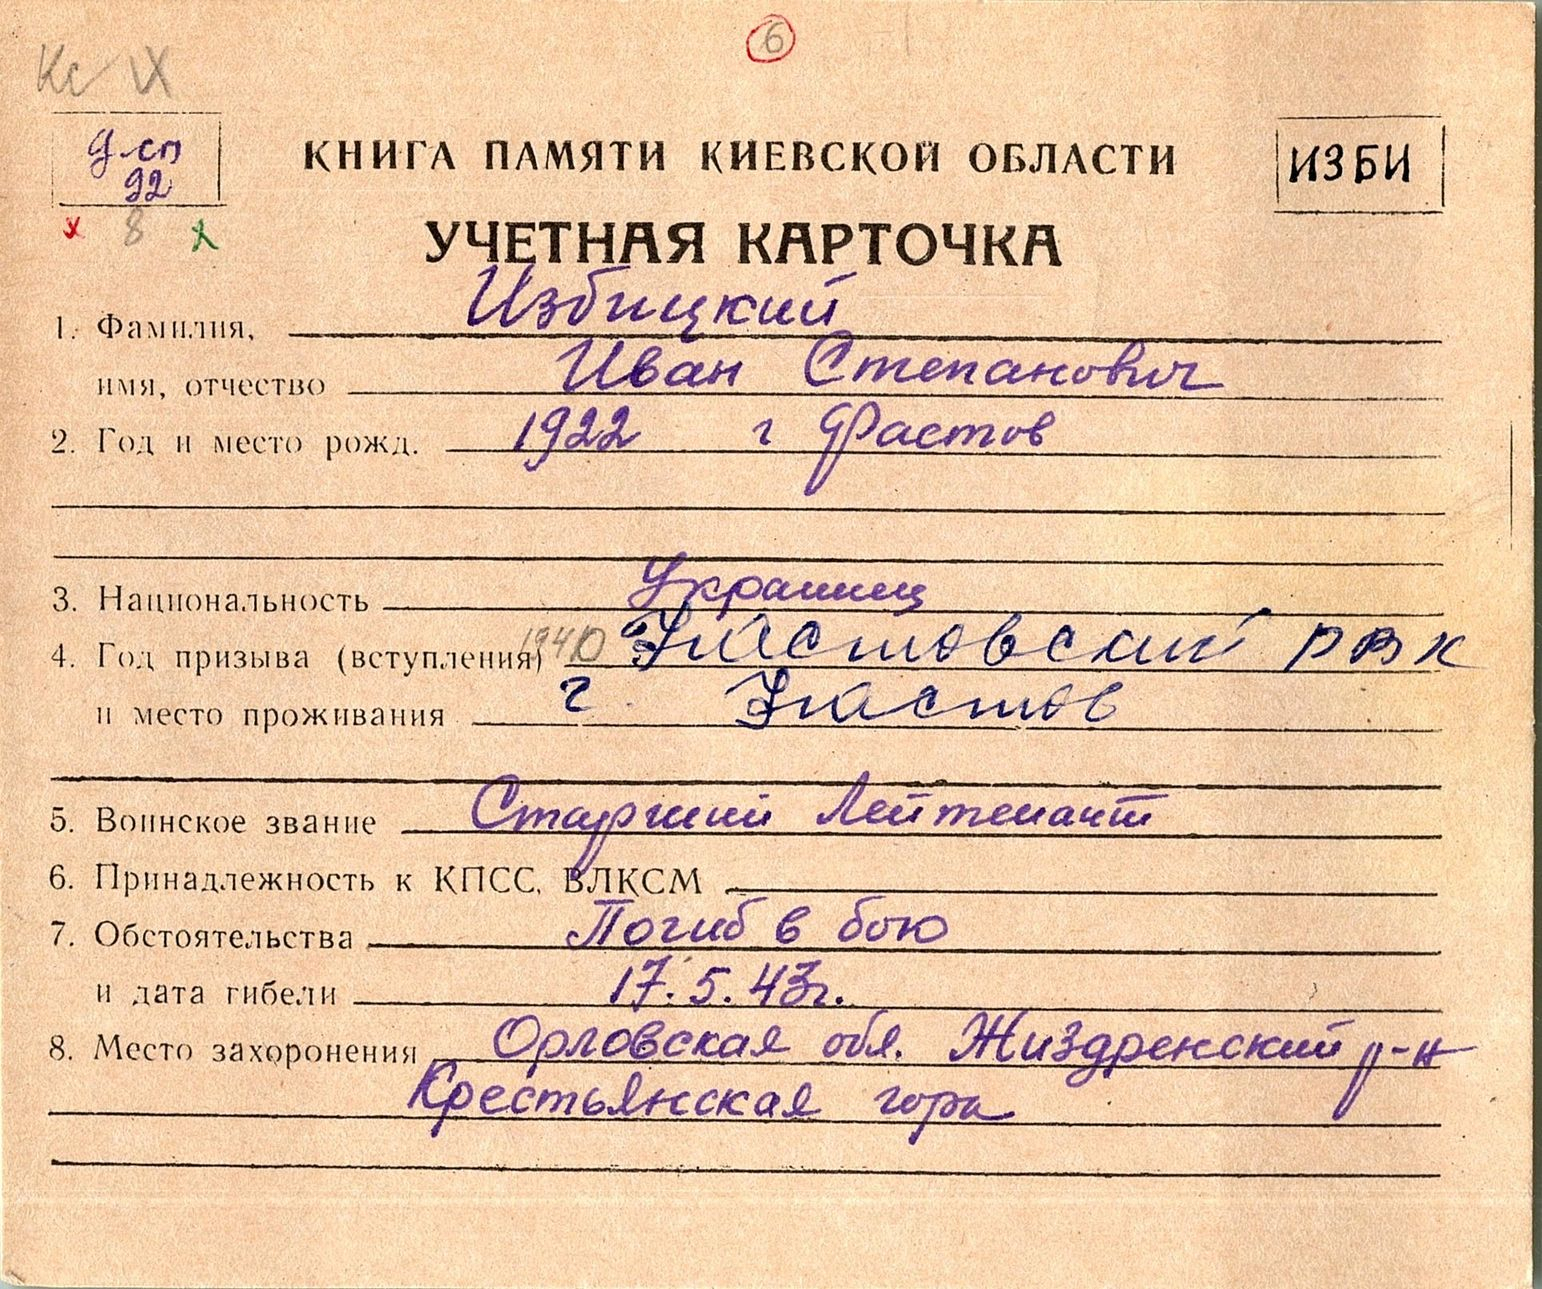 6
Кс IX
КНИГА ПАМЯТИ КИЕВСКОЙ ОБЛАСТИ
ИЗБИ
92
8
УЧЕТНАЯ КАРТОЧКА
1. Фамилия, Избицкий
имя, отчество Иван Степанович
2. Год и место рожд. 1922 г Фастов
3. Национальность Украинец
4. Год призыва (вступления) 1940 Фастовский РВК
и место проживания г. Фастов
5. Воинское звание Старший Лейтенант
6. Принадлежность к КПСС, ВЛКСМ
7. Обстоятельства Погиб в бою
и дата гибели 17.5.43г.
8. Место захоронения Орловская обл. Жиздренский р-н
Крестьянская гора